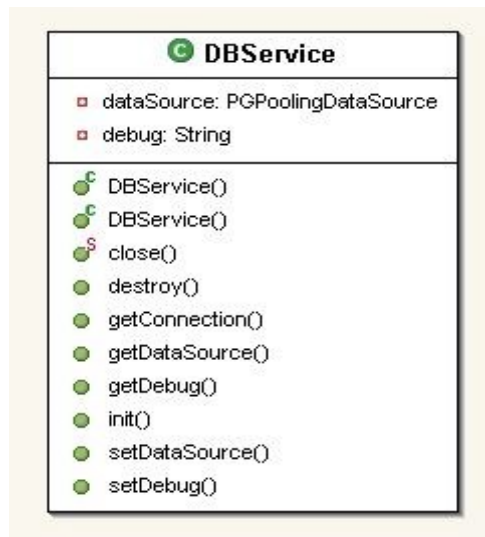 C DBService
dataSource: PGPoolingDataSource
debug: String
C DBService()
C DBService()
S close()
destroy()
getConnection()
getDataSource()
getDebug()
init()
setDataSource()
setDebug()